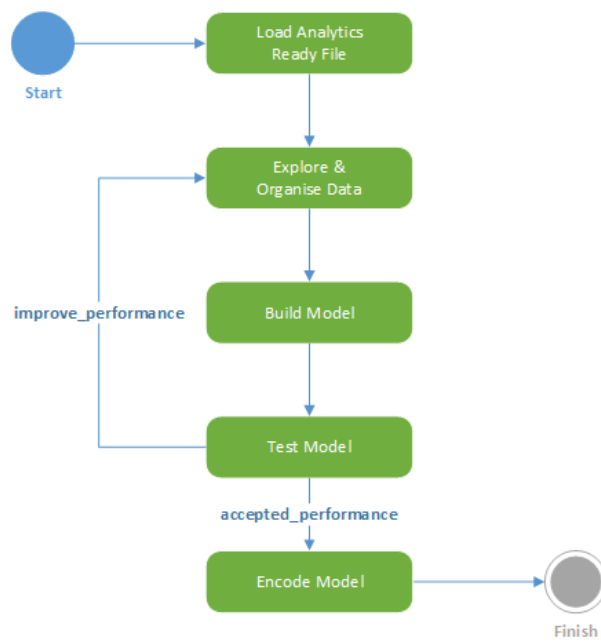 Load Analytics
Ready File
Start
Explore &
Organise Data
Build Model
improve_performance
Test Model
accepted_performance
Encode Model
Finish